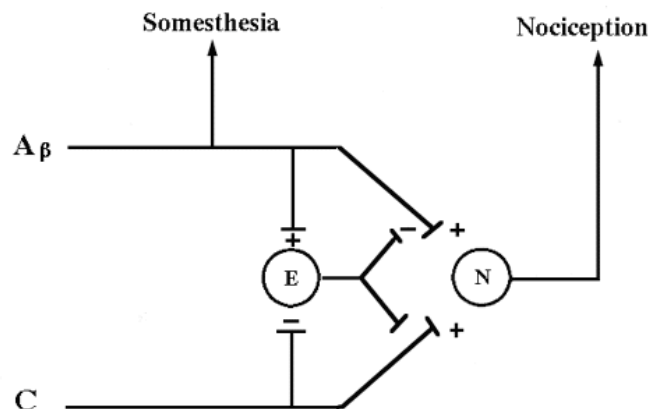 Somesthesia
Nociception
Aβ
+
-
+
E
N
-
+
C